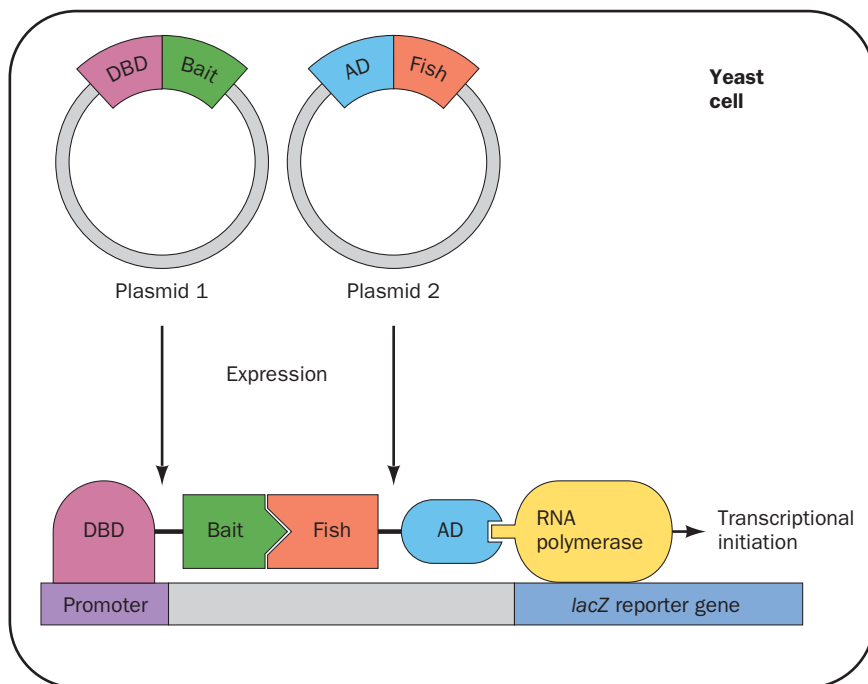 DBD
Bait
AD
Fish
Yeast
cell
Plasmid 1
Plasmid 2
Expression
DBD
Bait
Fish
AD
RNA
polymerase
Transcriptional
initiation
Promoter
lacZ reporter gene